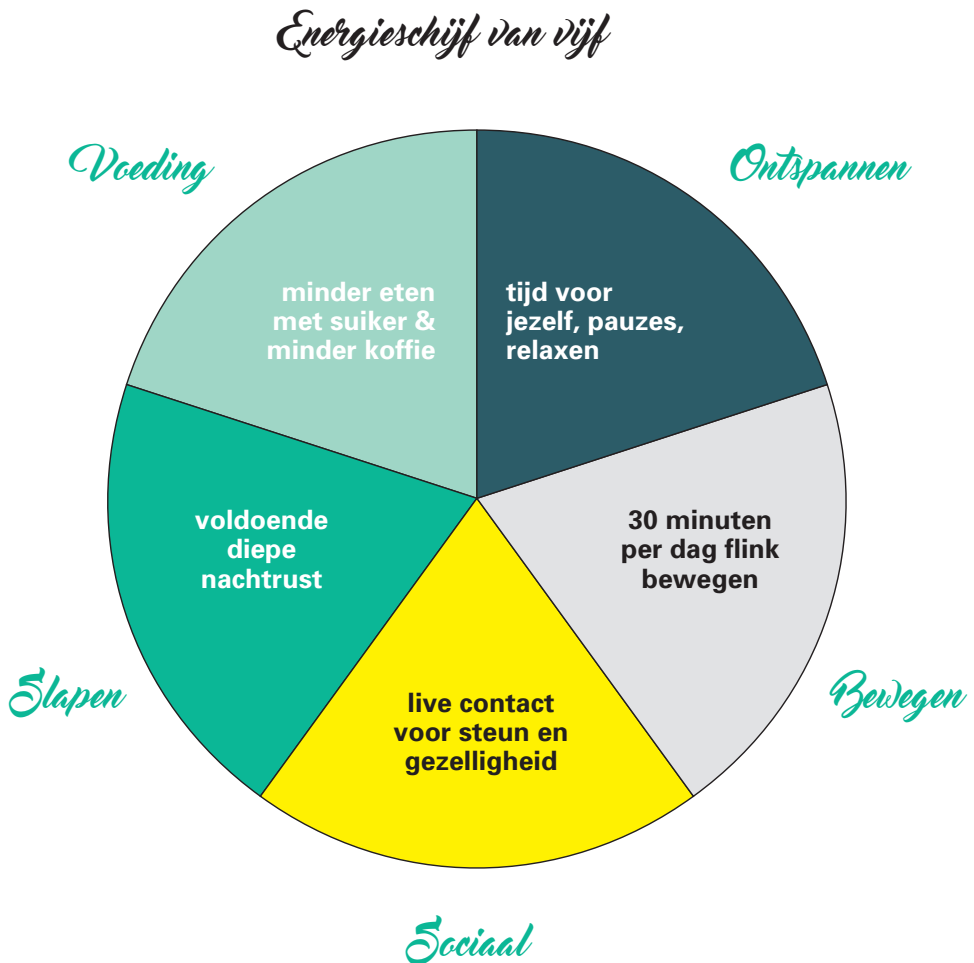 Energieschijf van vijf
Voeding
Ontspannen
minder eten
met suiker &
minder koffie
tijd voor
jezelf, pauzes,
relaxen
voldoende
diepe
nachtrust
30 minuten
per dag flink
bewegen
Slapen
Bewegen
live contact
voor steun en
gezelligheid
Sociaal